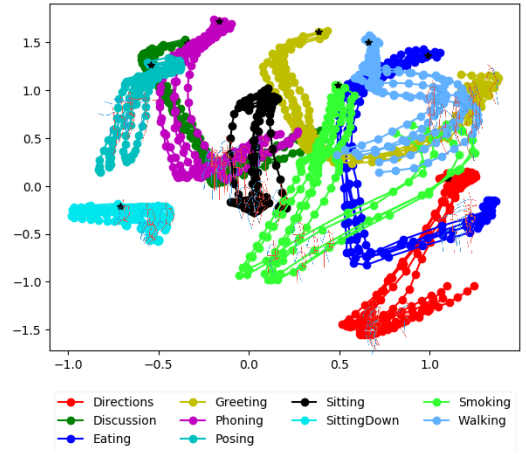 1.5
1.0
0.5
0.0
−0.5
−1.0
−1.5
−1.0 −0.5 0.0 0.5 1.0
Directions Greeting Sitting Smoking
Discussion Phoning SittingDown Walking
Eating Posing